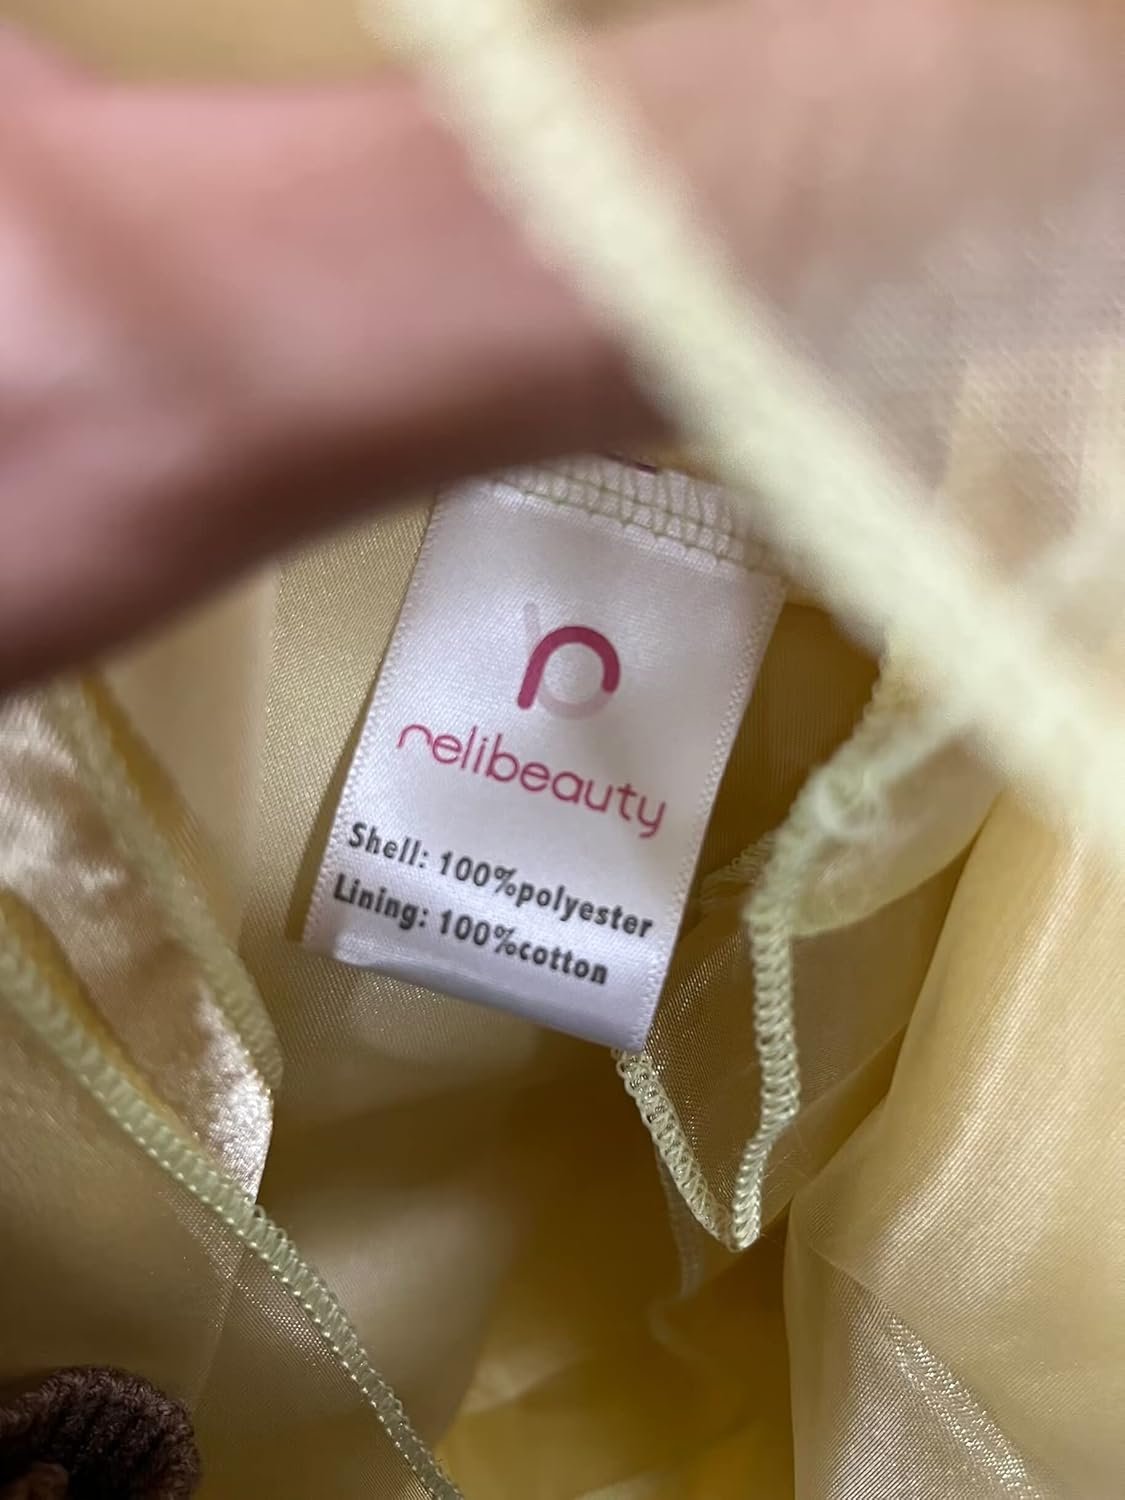 relibeauty
Shell: 100%polyester
Lining: 100%cotton